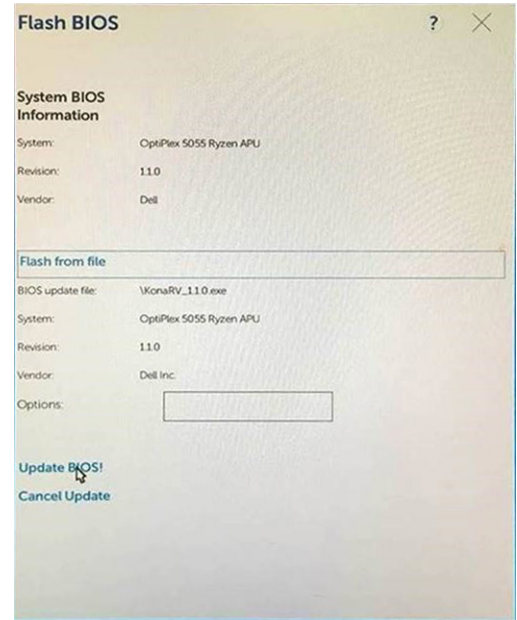 Flash BIOS ?
System BIOS
Information
System: OptiPlex 5055 Ryzen APU
Revision: 1.1.0
Vendor: Dell
Flash from file
BIOS update file: \KonaRV_1.1.0.exe
System: OptiPlex 5055 Ryzen APU
Revision: 1.1.0
Vendor: Dell Inc.
Options:
Update BIOS!
Cancel Update